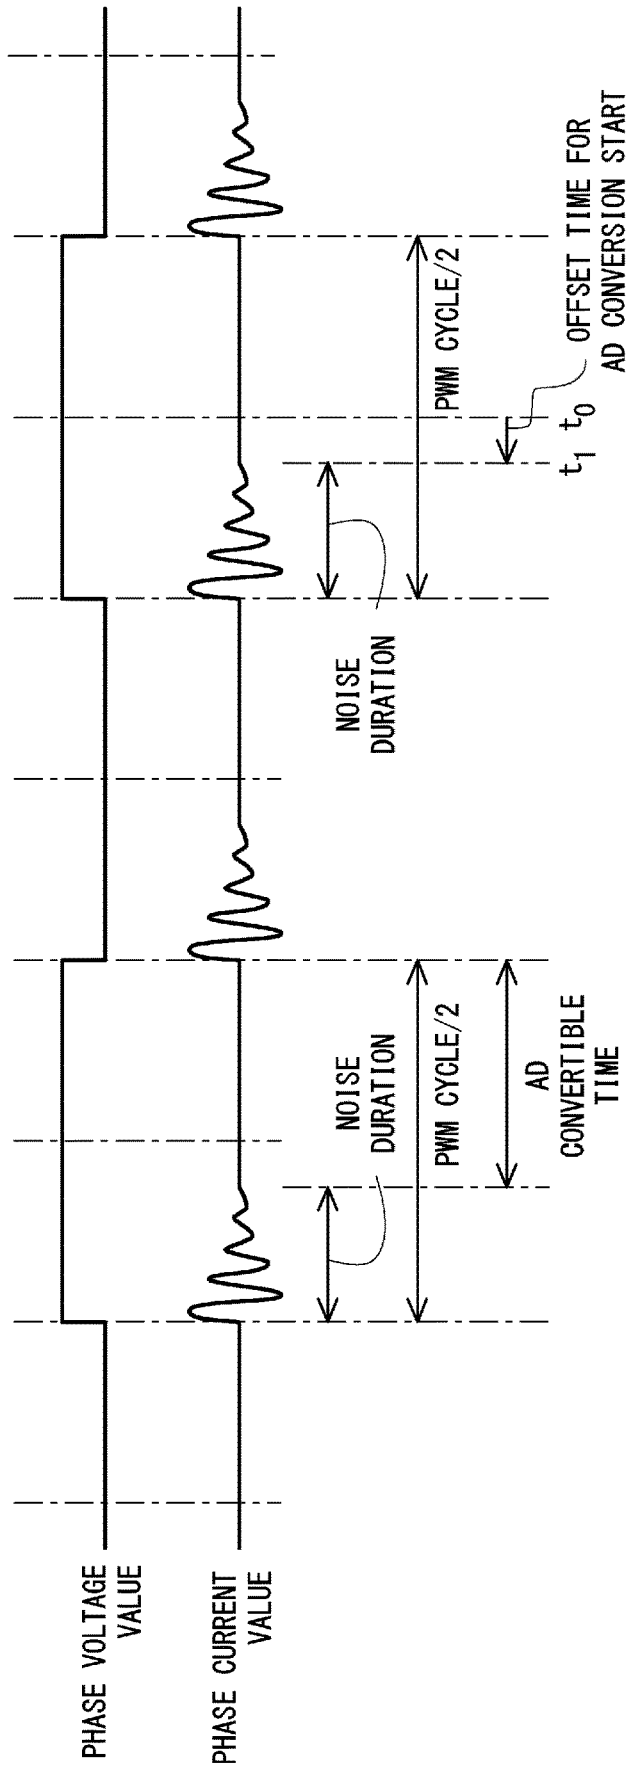 PHASE VOLTAGE
VALUE
PHASE CURRENT
VALUE
NOISE
DURATION
PWM CYCLE/2
AD
CONVERTIBLE
TIME
NOISE
DURATION
PWM CYCLE/2
t1 t0
OFFSET TIME FOR
AD CONVERSION START